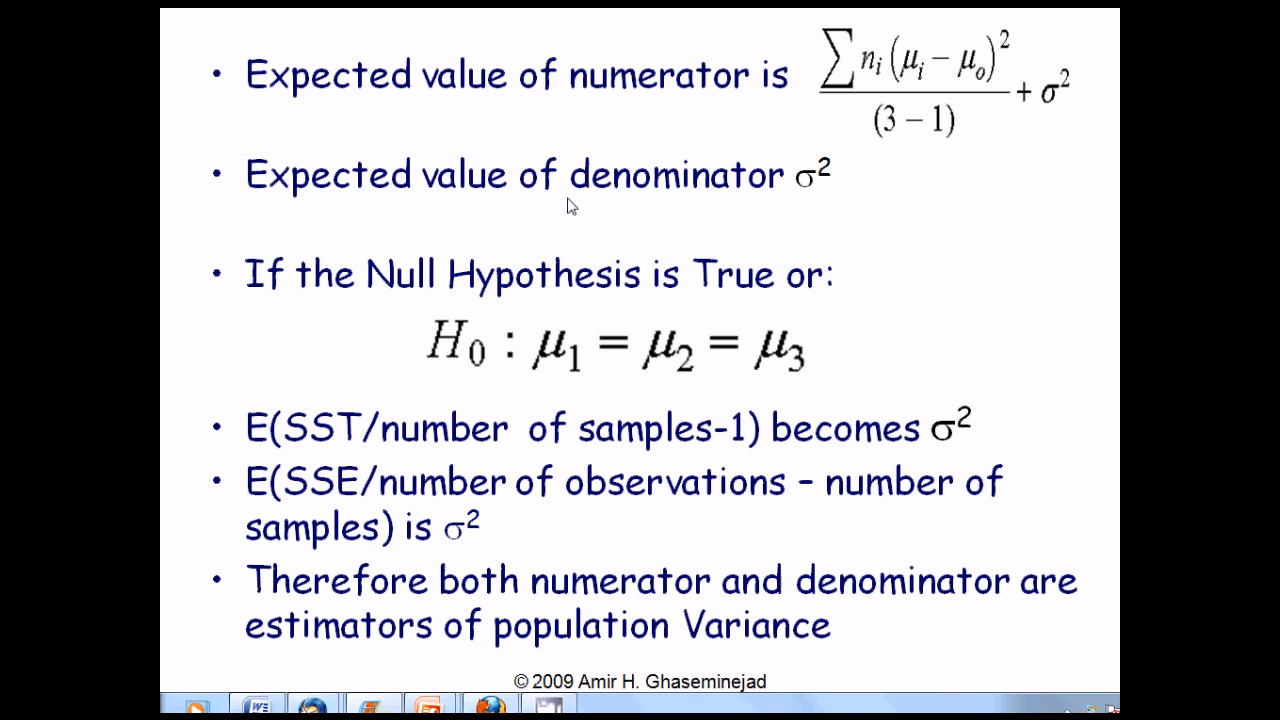 • Expected value of numerator is ∑ nᵢ(μᵢ − μₒ)² / (3 − 1) + σ²
• Expected value of denominator σ²
• If the Null Hypothesis is True or:
H₀ : μ₁ = μ₂ = μ₃
• E(SST/number of samples-1) becomes σ²
• E(SSE/number of observations – number of
samples) is σ²
• Therefore both numerator and denominator are
estimators of population Variance
© 2009 Amir H. Ghaseminejad